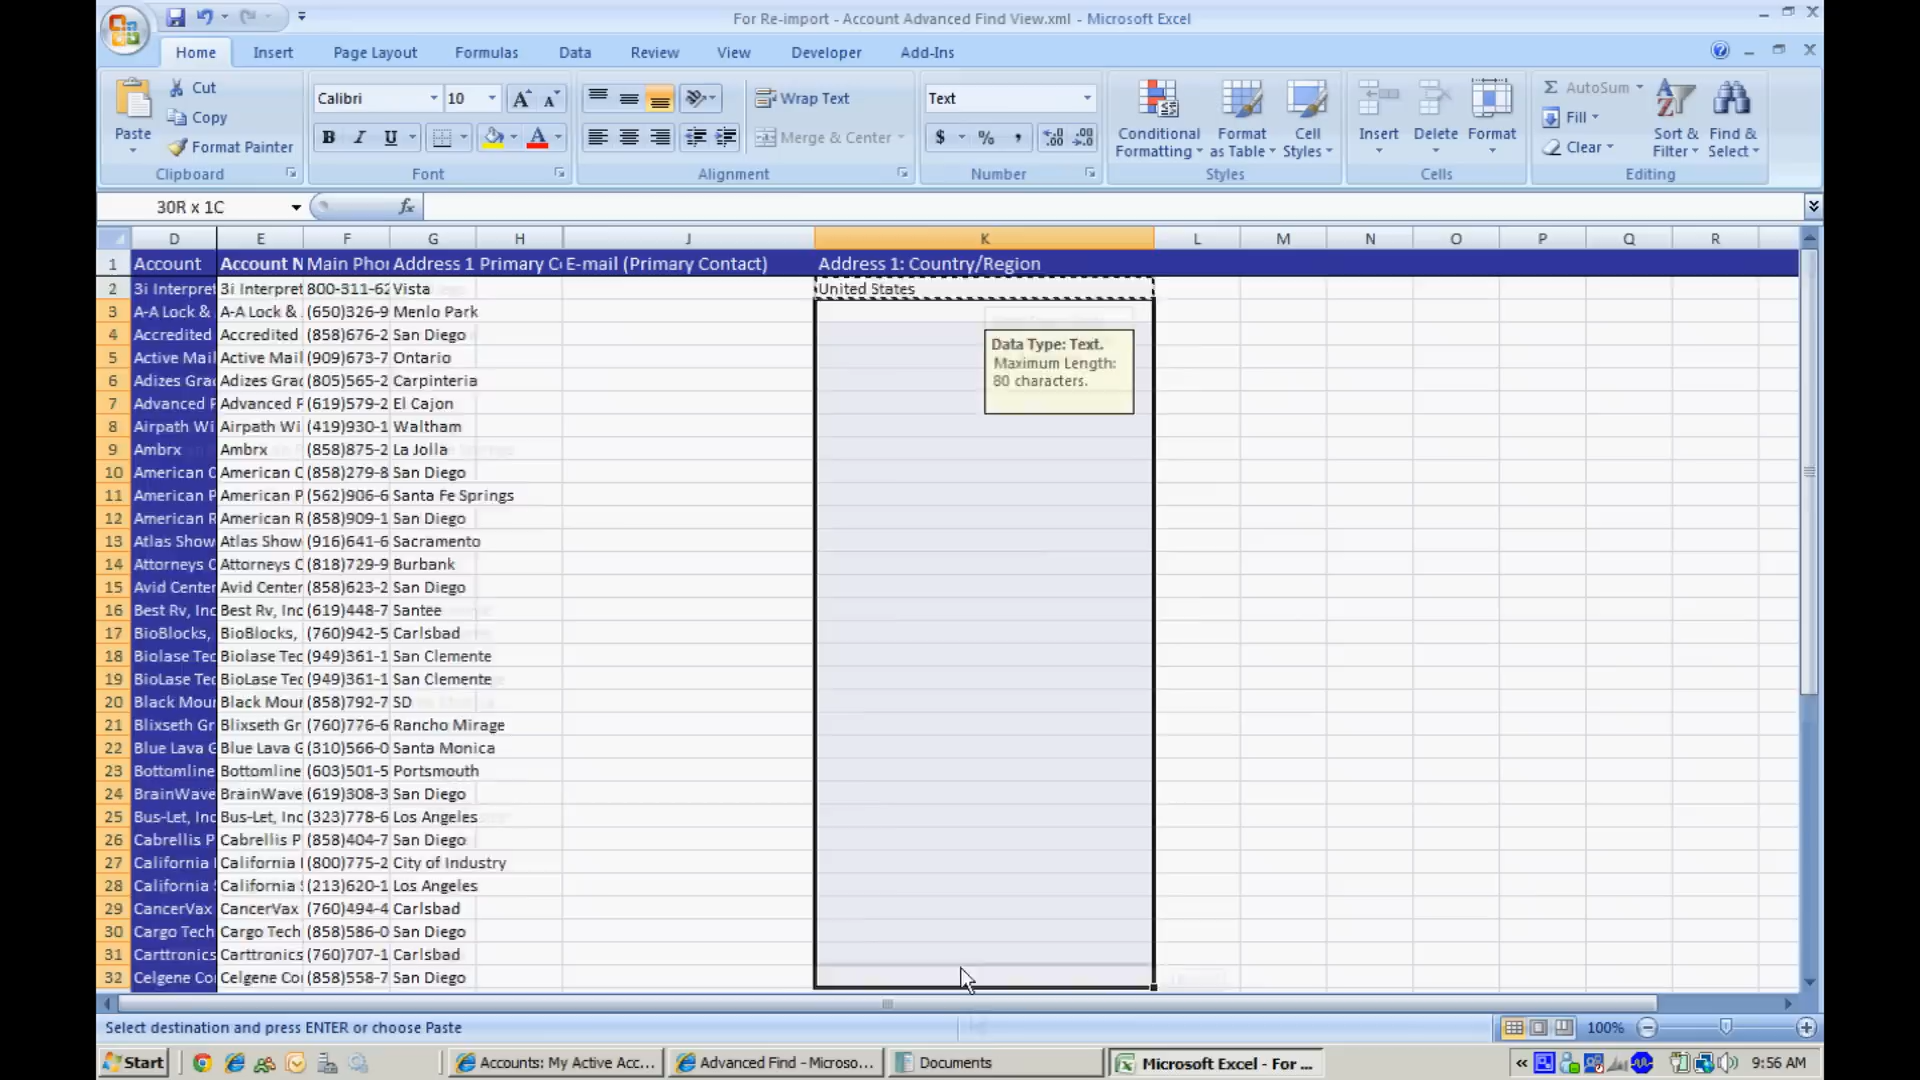 For Re-import - Account Advanced Find View.xml - Microsoft Excel
Home Insert Page Layout Formulas Data Review View Developer Add-Ins
Paste
Cut
Copy
Format Painter
Clipboard
Calibri 10
B I U
Font
Wrap Text
Merge & Center
Alignment
Text
$ % ,
Number
Conditional Formatting
Format as Table
Cell Styles
Styles
Insert Delete Format
Cells
AutoSum
Fill
Clear
Sort & Filter
Find & Select
Editing
30R x 1C fx
D E F G H J K L M N O P Q R
1 Account Account N Main Phon Address 1 Primary Co E-mail (Primary Contact) Address 1: Country/Region
2 3i Interpret 3i Interpret 800-311-62 Vista United States
3 A-A Lock & A-A Lock & (650)326-9 Menlo Park
4 Accredited Accredited (858)676-2 San Diego
5 Active Mail Active Mail (909)673-7 Ontario
6 Adizes Grad Adizes Grad (805)565-2 Carpinteria
7 Advanced P Advanced P (619)579-2 El Cajon
8 Airpath Wi Airpath Wi (419)930-1 Waltham
9 Ambrx Ambrx (858)875-2 La Jolla
10 American C American C (858)279-8 San Diego
11 American P American P (562)906-6 Santa Fe Springs
12 American R American R (858)909-1 San Diego
13 Atlas Show Atlas Show (916)641-6 Sacramento
14 Attorneys C Attorneys C (818)729-9 Burbank
15 Avid Center Avid Center (858)623-2 San Diego
16 Best Rv, Inc Best Rv, Inc (619)448-7 Santee
17 BioBlocks, BioBlocks, (760)942-5 Carlsbad
18 Biolase Tec Biolase Tec (949)361-1 San Clemente
19 BioLase Tec BioLase Tec (949)361-1 San Clemente
20 Black Mour Black Mour (858)792-7 SD
21 Blixseth Gr Blixseth Gr (760)776-6 Rancho Mirage
22 Blue Lava G Blue Lava G (310)566-0 Santa Monica
23 Bottomline Bottomline (603)501-5 Portsmouth
24 BrainWave BrainWave (619)308-3 San Diego
25 Bus-Let, Inc Bus-Let, Inc (323)778-6 Los Angeles
26 Cabrellis P Cabrellis P (858)404-7 San Diego
27 California I California I (800)775-2 City of Industry
28 California S California S (213)620-1 Los Angeles
29 CancerVax CancerVax (760)494-4 Carlsbad
30 Cargo Tech Cargo Tech (858)586-0 San Diego
31 Carttronics Carttronics (760)707-1 Carlsbad
32 Celgene Co Celgene Co (858)558-7 San Diego
Data Type: Text.
Maximum Length:
80 characters.
Select destination and press ENTER or choose Paste 100%
Start Accounts: My Active Acc... Advanced Find - Microso... Documents Microsoft Excel - For ... 9:56 AM